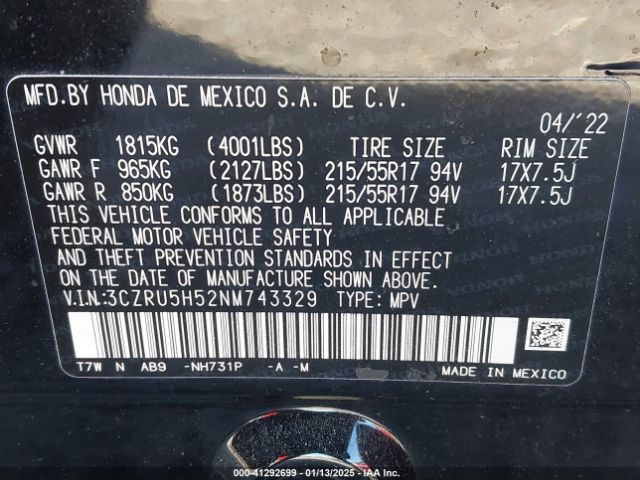 MFD.BY HONDA DE MEXICO S.A. DE C.V.
04/'22
GVWR 1815KG (4001LBS) TIRE SIZE RIM SIZE
GAWR F 965KG (2127LBS) 215/55R17 94V 17X7.5J
GAWR R 850KG (1873LBS) 215/55R17 94V 17X7.5J
THIS VEHICLE CONFORMS TO ALL APPLICABLE
FEDERAL MOTOR VEHICLE SAFETY
AND THEFT PREVENTION STANDARDS IN EFFECT
ON THE DATE OF MANUFACTURE SHOWN ABOVE.
V.I.N:3CZRU5H52NM743329 TYPE: MPV
T7W N AB9 -NH731P -A -M MADE IN MEXICO
000-41292699 - 01/13/2025 - IAA Inc.